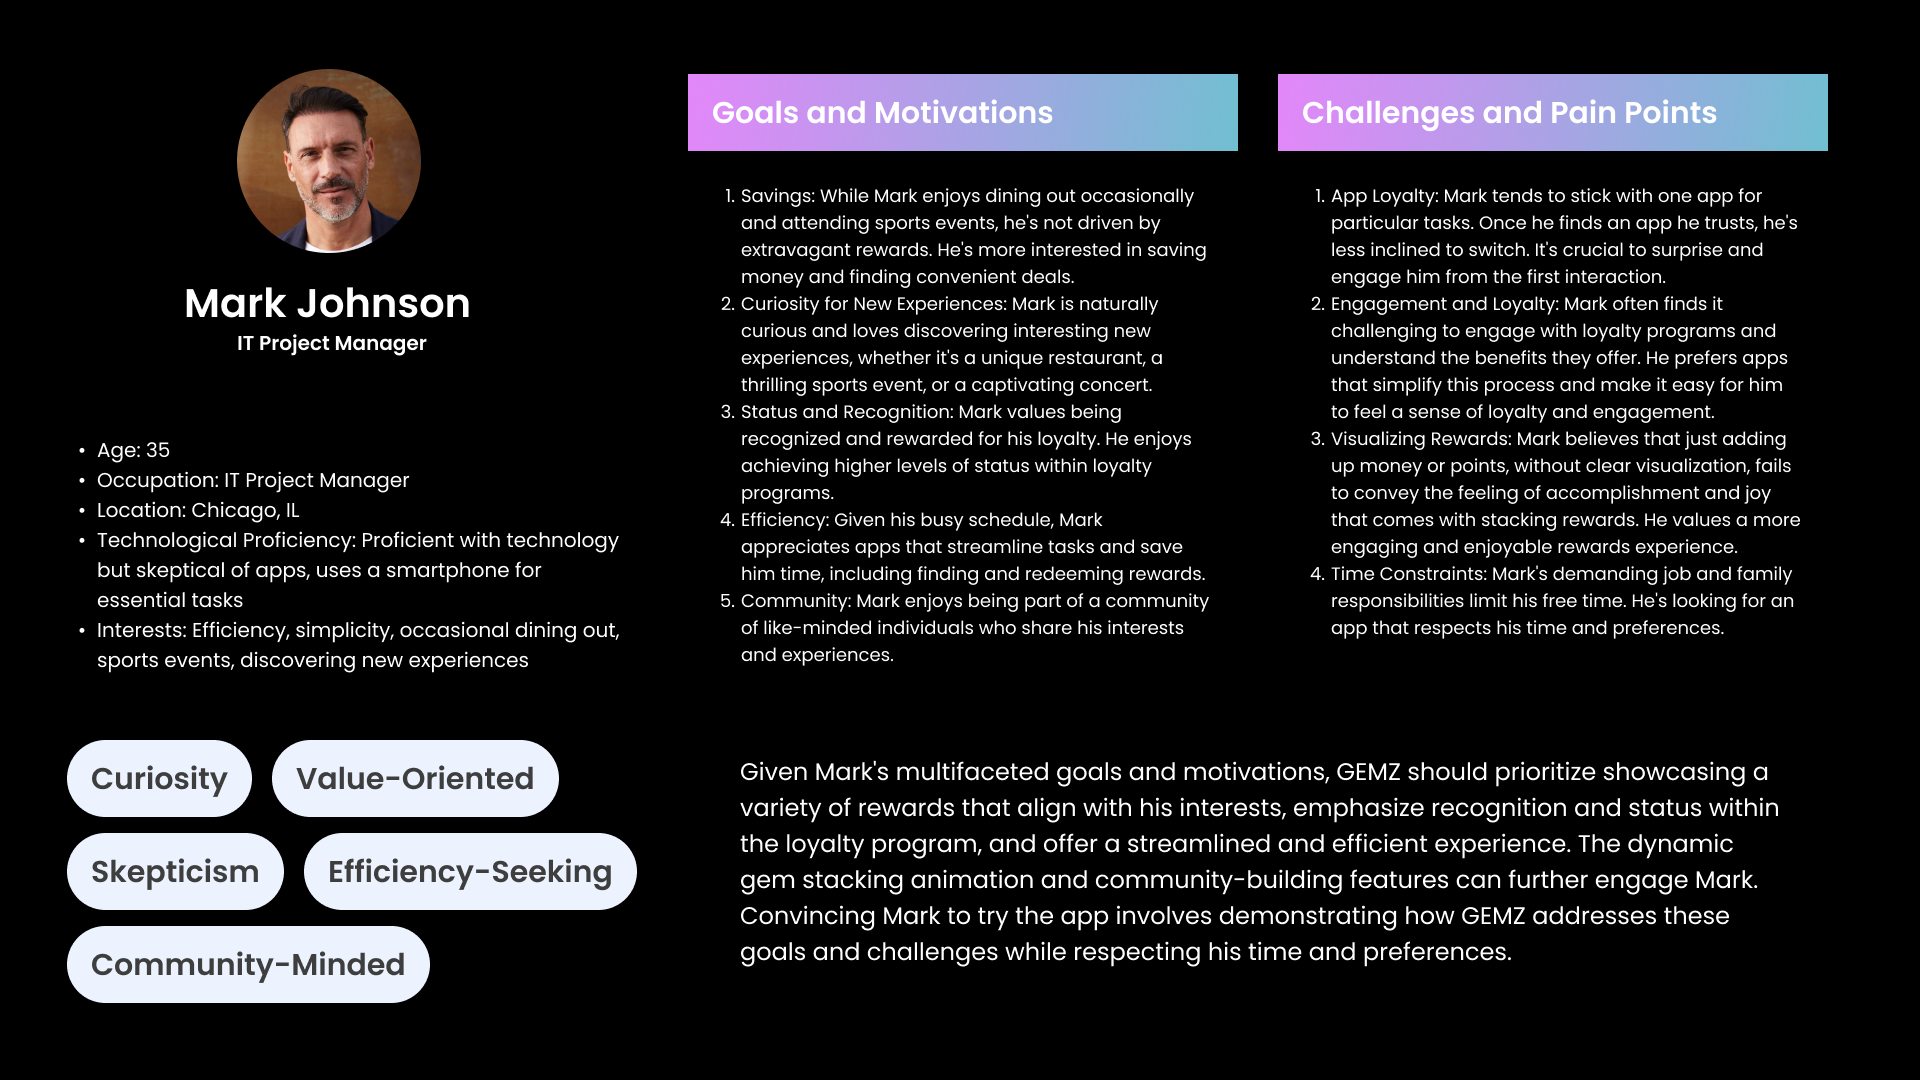 Mark Johnson
IT Project Manager
• Age: 35
• Occupation: IT Project Manager
• Location: Chicago, IL
• Technological Proficiency: Proficient with technology
but skeptical of apps, uses a smartphone for
essential tasks
• Interests: Efficiency, simplicity, occasional dining out,
sports events, discovering new experiences
Curiosity
Value-Oriented
Skepticism
Efficiency-Seeking
Community-Minded
Goals and Motivations
1. Savings: While Mark enjoys dining out occasionally
and attending sports events, he's not driven by
extravagant rewards. He's more interested in saving
money and finding convenient deals.
2. Curiosity for New Experiences: Mark is naturally
curious and loves discovering interesting new
experiences, whether it's a unique restaurant, a
thrilling sports event, or a captivating concert.
3. Status and Recognition: Mark values being
recognized and rewarded for his loyalty. He enjoys
achieving higher levels of status within loyalty
programs.
4. Efficiency: Given his busy schedule, Mark
appreciates apps that streamline tasks and save
him time, including finding and redeeming rewards.
5. Community: Mark enjoys being part of a community
of like-minded individuals who share his interests
and experiences.
Challenges and Pain Points
1. App Loyalty: Mark tends to stick with one app for
particular tasks. Once he finds an app he trusts, he's
less inclined to switch. It's crucial to surprise and
engage him from the first interaction.
2. Engagement and Loyalty: Mark often finds it
challenging to engage with loyalty programs and
understand the benefits they offer. He prefers apps
that simplify this process and make it easy for him
to feel a sense of loyalty and engagement.
3. Visualizing Rewards: Mark believes that just adding
up money or points, without clear visualization, fails
to convey the feeling of accomplishment and joy
that comes with stacking rewards. He values a more
engaging and enjoyable rewards experience.
4. Time Constraints: Mark's demanding job and family
responsibilities limit his free time. He's looking for an
app that respects his time and preferences.
Given Mark's multifaceted goals and motivations, GEMZ should prioritize showcasing a
variety of rewards that align with his interests, emphasize recognition and status within
the loyalty program, and offer a streamlined and efficient experience. The dynamic
gem stacking animation and community-building features can further engage Mark.
Convincing Mark to try the app involves demonstrating how GEMZ addresses these
goals and challenges while respecting his time and preferences.